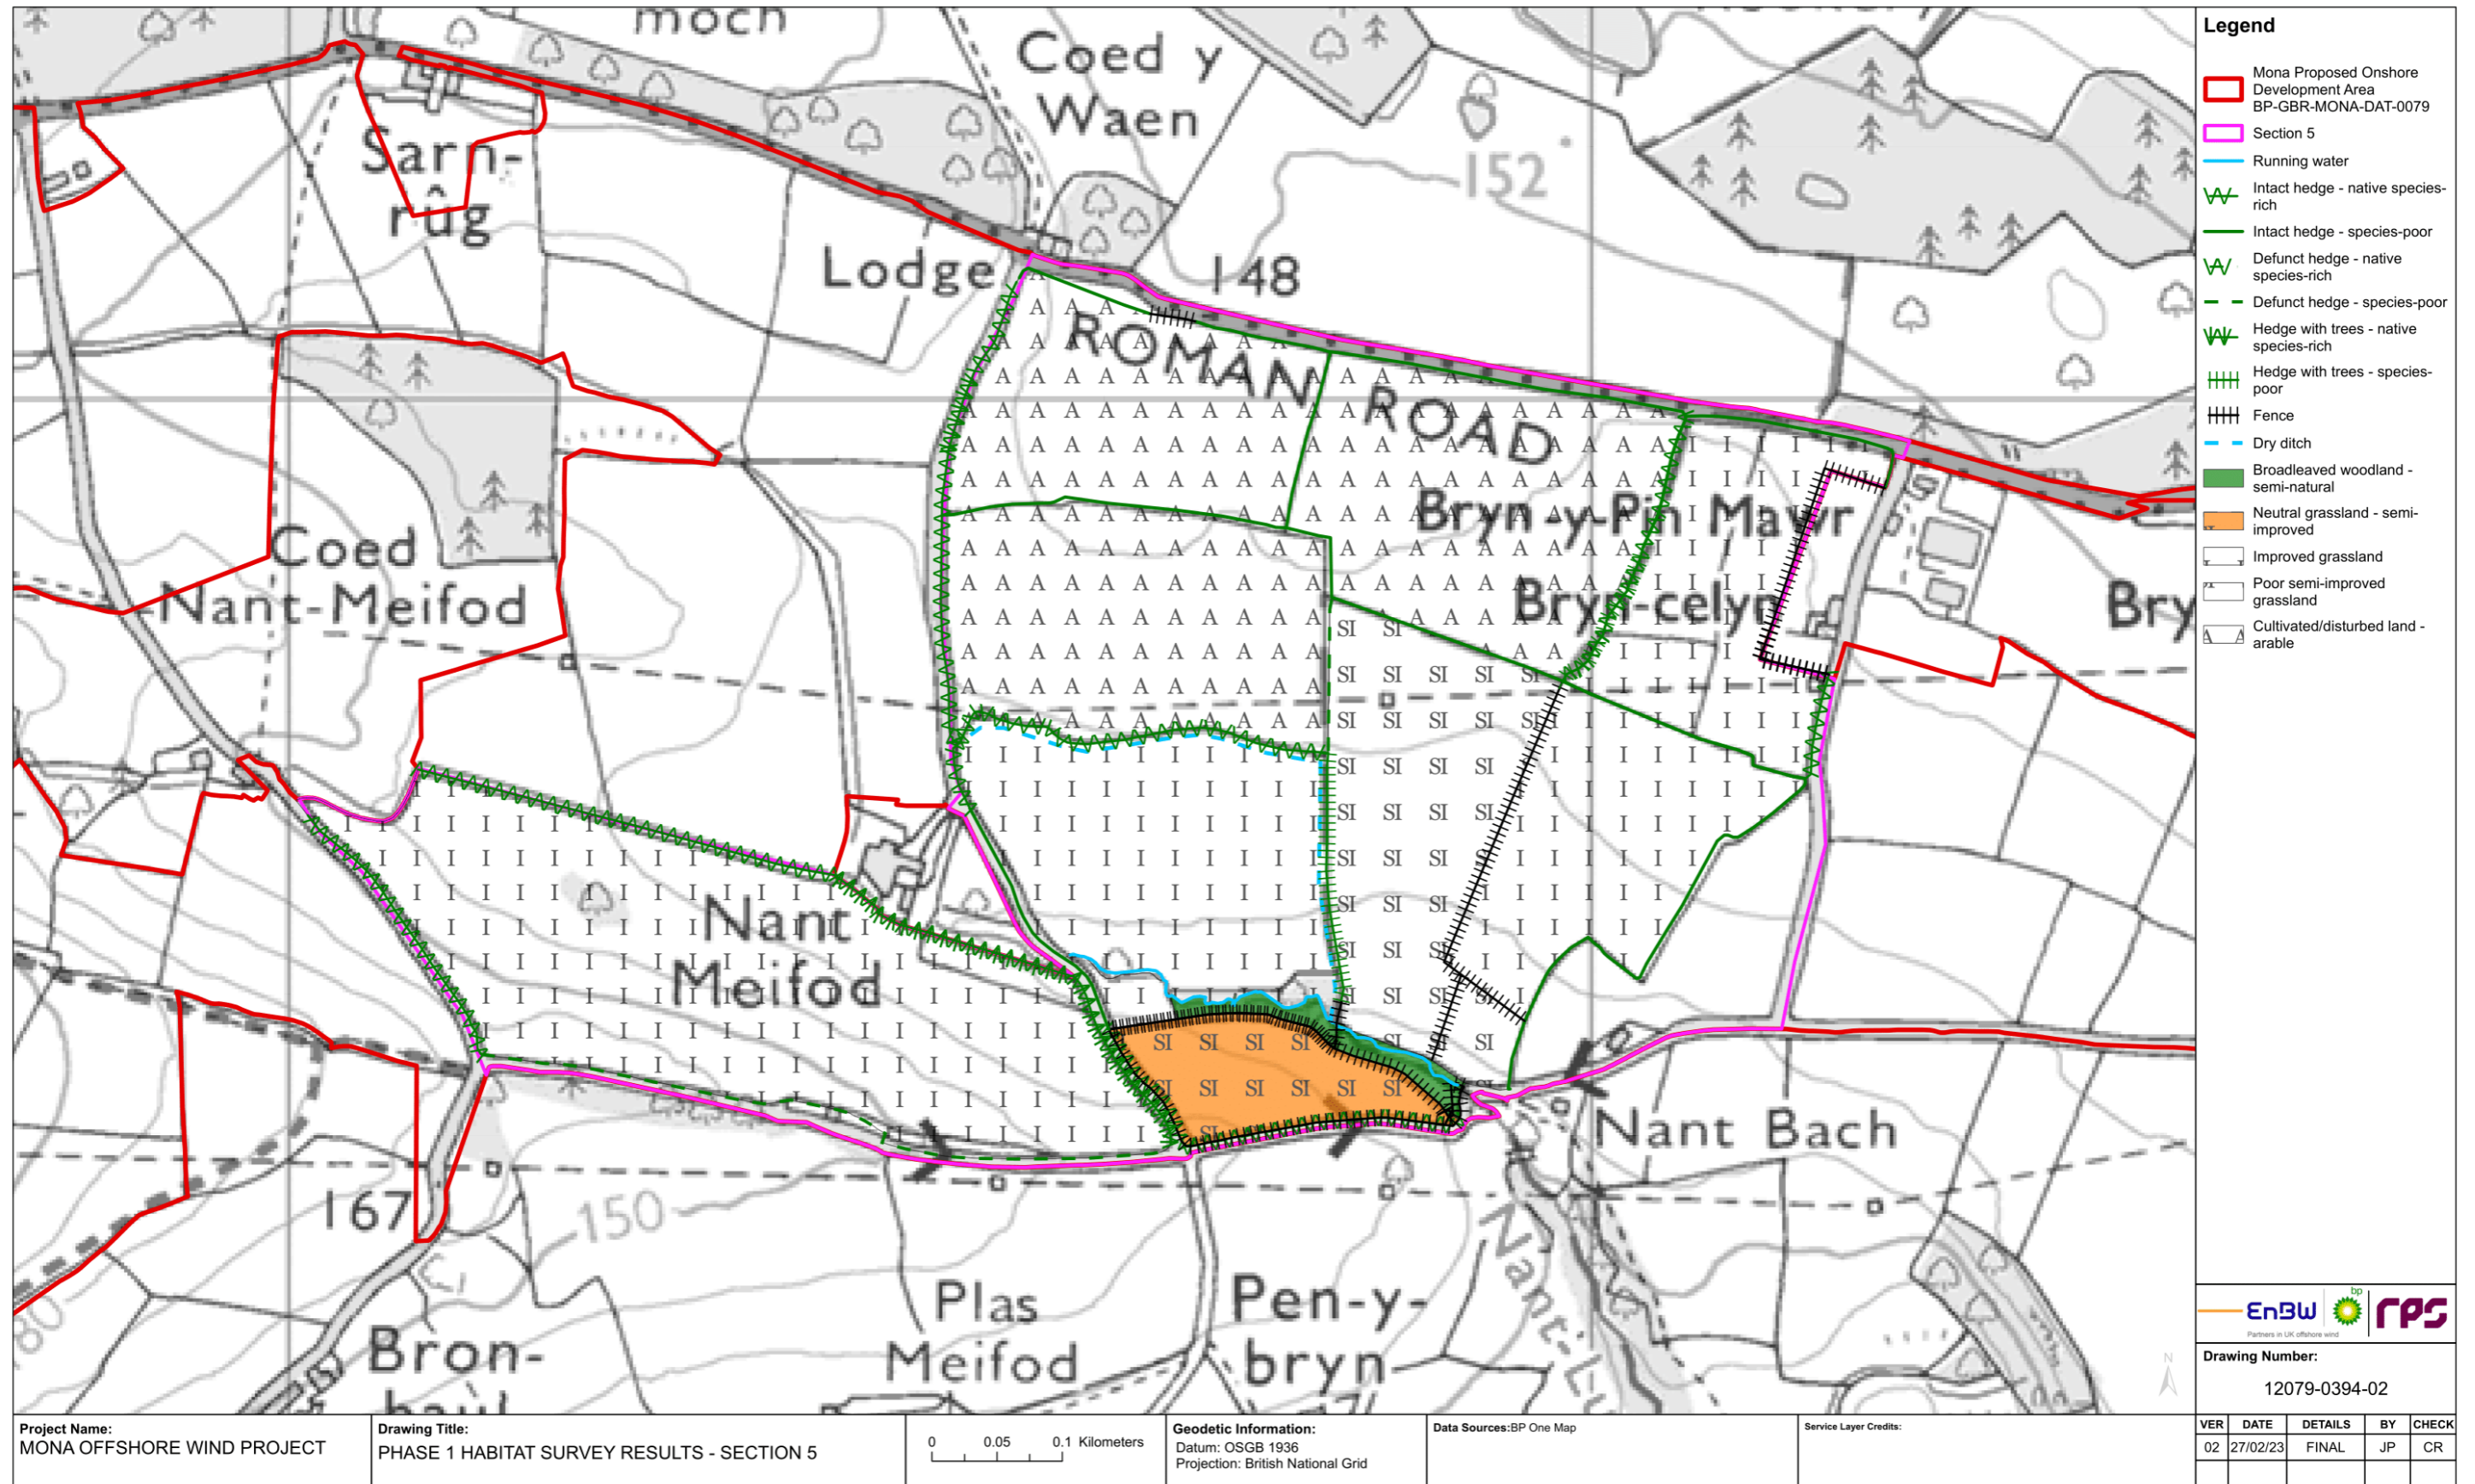 moch
Coed y
Waen
152
Sarn-
rûg
Lodge
148
ROMAN ROAD
Coed
Nant-Meifod
Bryn-y-Pin Mawr
Bryn-celyn
Bry
Nant
Meifod
Nant Bach
167
150
Plas
Meifod
Pen-y-
bryn
Bron-
Legend
Mona Proposed Onshore
Development Area
BP-GBR-MONA-DAT-0079
Section 5
Running water
Intact hedge - native species-
rich
Intact hedge - species-poor
Defunct hedge - native
species-rich
Defunct hedge - species-poor
Hedge with trees - native
species-rich
Hedge with trees - species-
poor
Fence
Dry ditch
Broadleaved woodland -
semi-natural
Neutral grassland - semi-
improved
Improved grassland
Poor semi-improved
grassland
Cultivated/disturbed land -
arable
EnBW bp rps
Partners in UK offshore wind
Drawing Number:
12079-0394-02
N
Project Name:
MONA OFFSHORE WIND PROJECT
Drawing Title:
PHASE 1 HABITAT SURVEY RESULTS - SECTION 5
0 0.05 0.1 Kilometers
Geodetic Information:
Datum: OSGB 1936
Projection: British National Grid
Data Sources:BP One Map
Service Layer Credits:
VER DATE DETAILS BY CHECK
02 27/02/23 FINAL JP CR